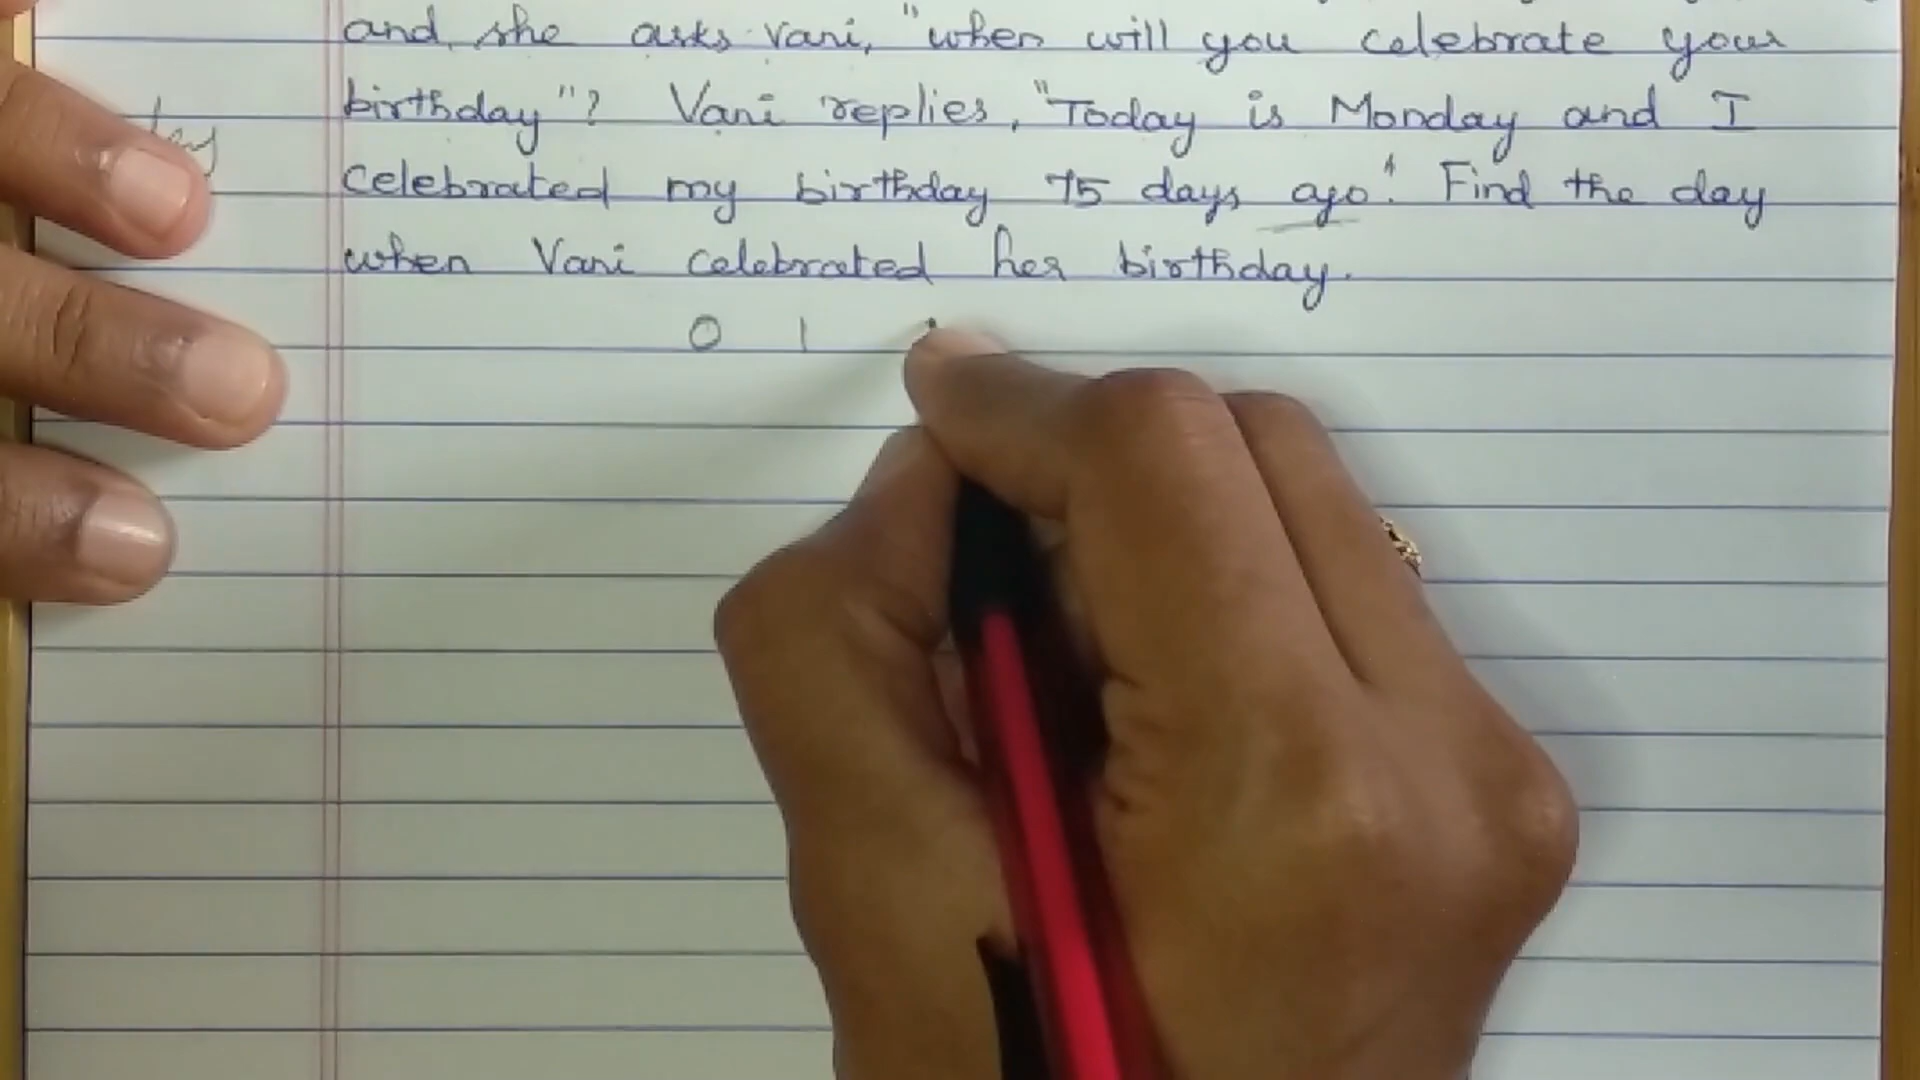 and she asks Vani, "when will you celebrate your
birthday"? Vani replies, "Today is Monday and I
celebrated my birthday 75 days ago". Find the day
when Vani celebrated her birthday.
0 1